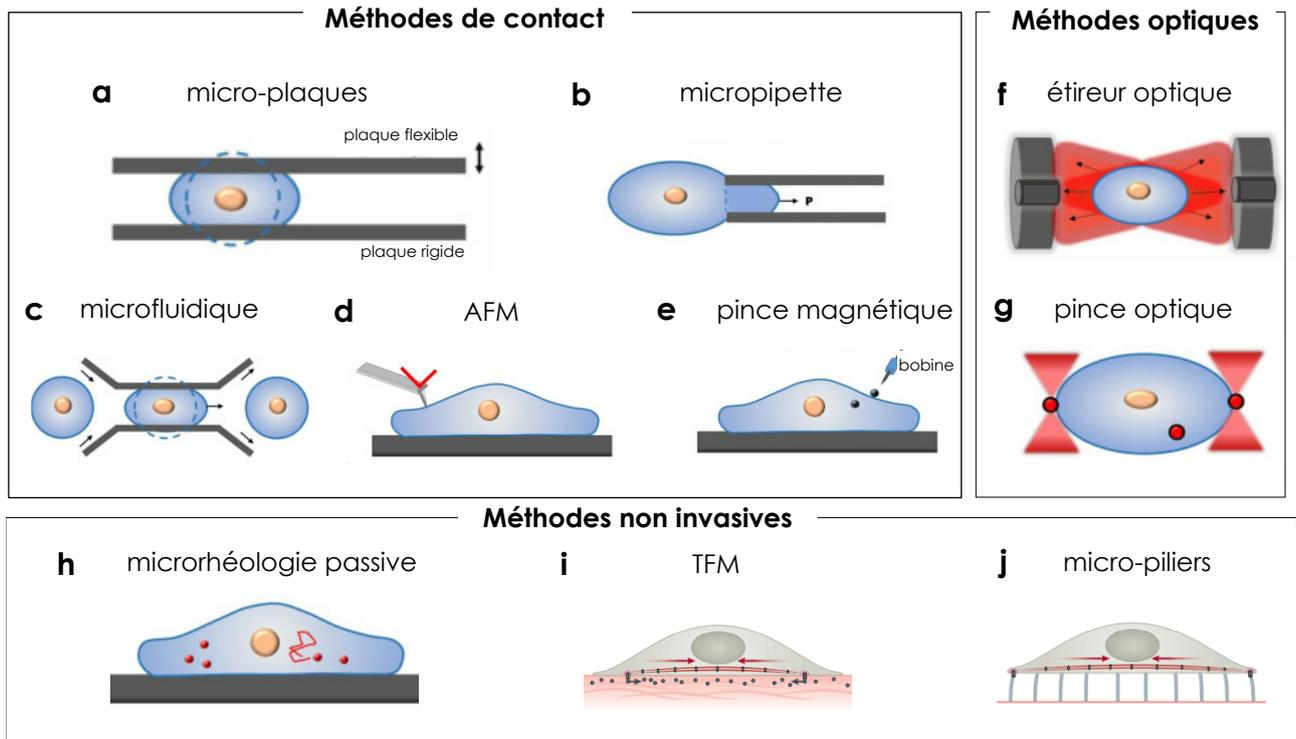 Méthodes de contact
Méthodes optiques
a micro-plaques
b micropipette
f étireur optique
plaque flexible
P
plaque rigide
c microfluidique
d AFM
e pince magnétique
g pince optique
bobine
Méthodes non invasives
h microrhéologie passive
i TFM
j micro-piliers